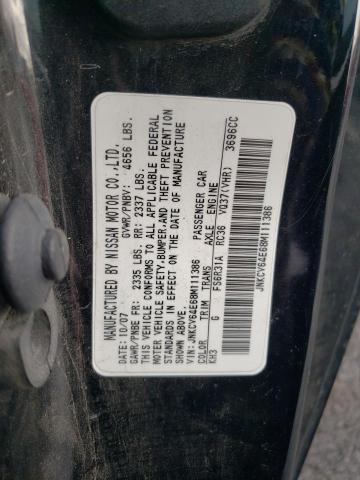 MANUFACTURED BY NISSAN MOTOR CO.,LTD.
DATE: 10/07 GVWR/PNBV: 4656 LBS.
GAWR/PNBE FR: 2335 LBS. RR: 2337 LBS.
THIS VEHICLE CONFORMS TO ALL APPLICABLE FEDERAL
MOTOR VEHICLE SAFETY,BUMPER,AND THEFT PREVENTION
STANDARDS IN EFFECT ON THE DATE OF MANUFACTURE
SHOWN ABOVE.
VIN: JNKCV64E68M111386 PASSENGER CAR
COLOR TRIM TRANS AXLE ENGINE
KH3 G FS6R31A RC36 VQ37(VHR) 3696CC
JNKCV64E68M111386